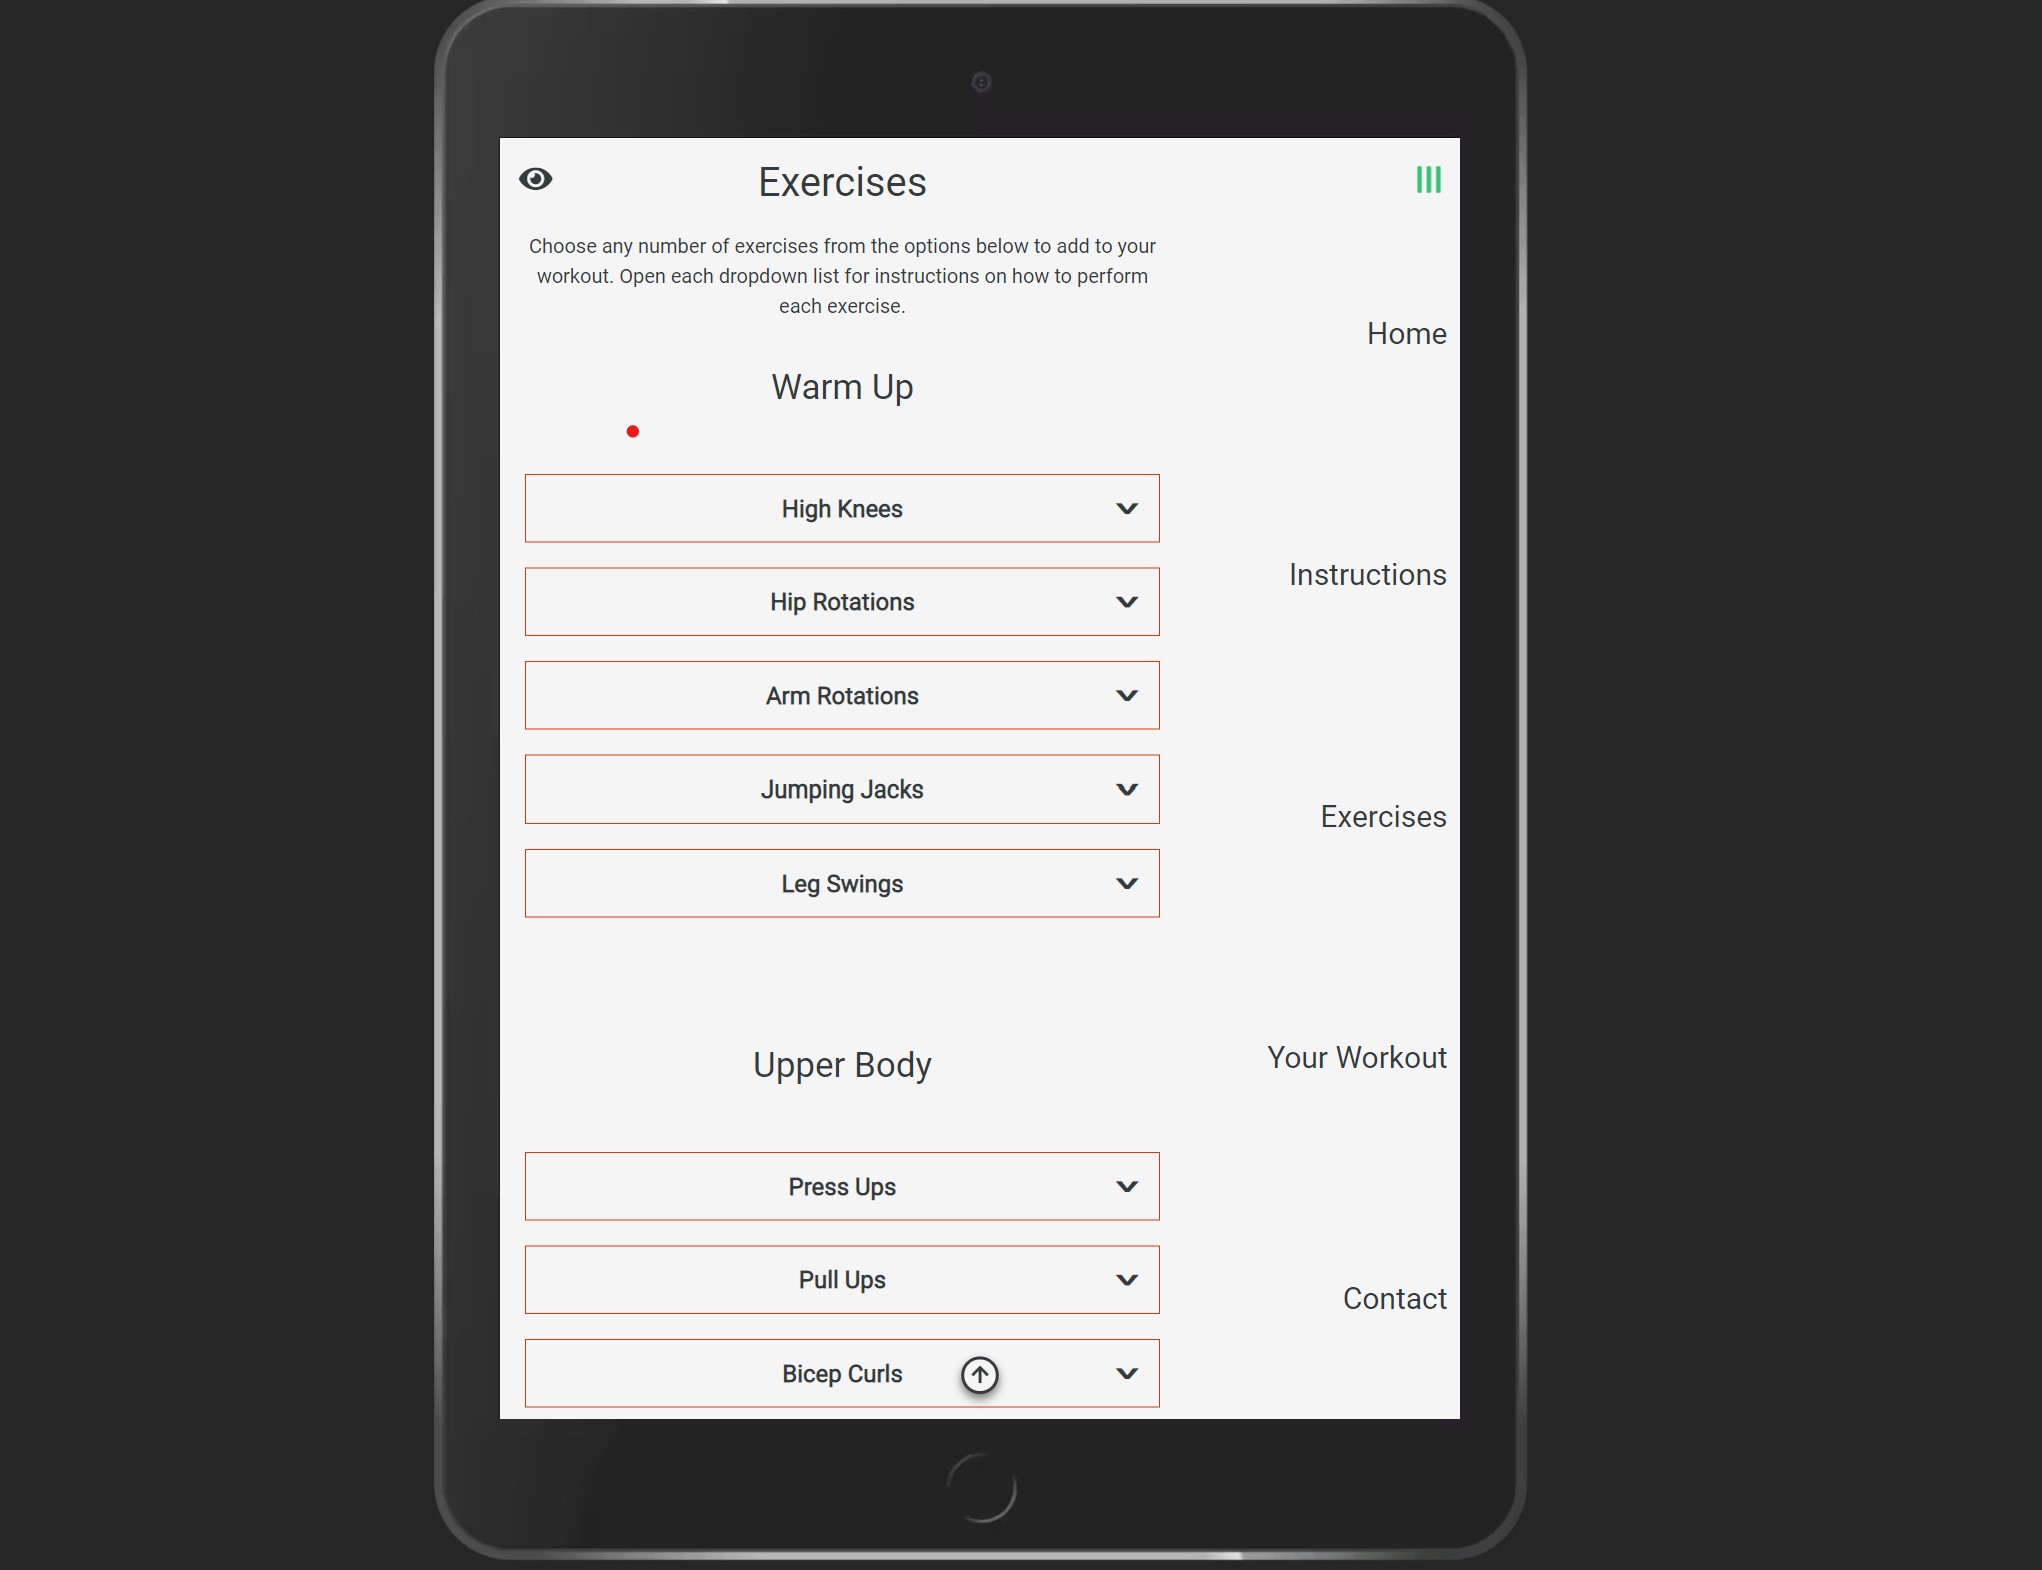 Exercises
Choose any number of exercises from the options below to add to your
workout. Open each dropdown list for instructions on how to perform
each exercise.
Warm Up
High Knees
Hip Rotations
Arm Rotations
Jumping Jacks
Leg Swings
Upper Body
Press Ups
Pull Ups
Bicep Curls
Home
Instructions
Exercises
Your Workout
Contact